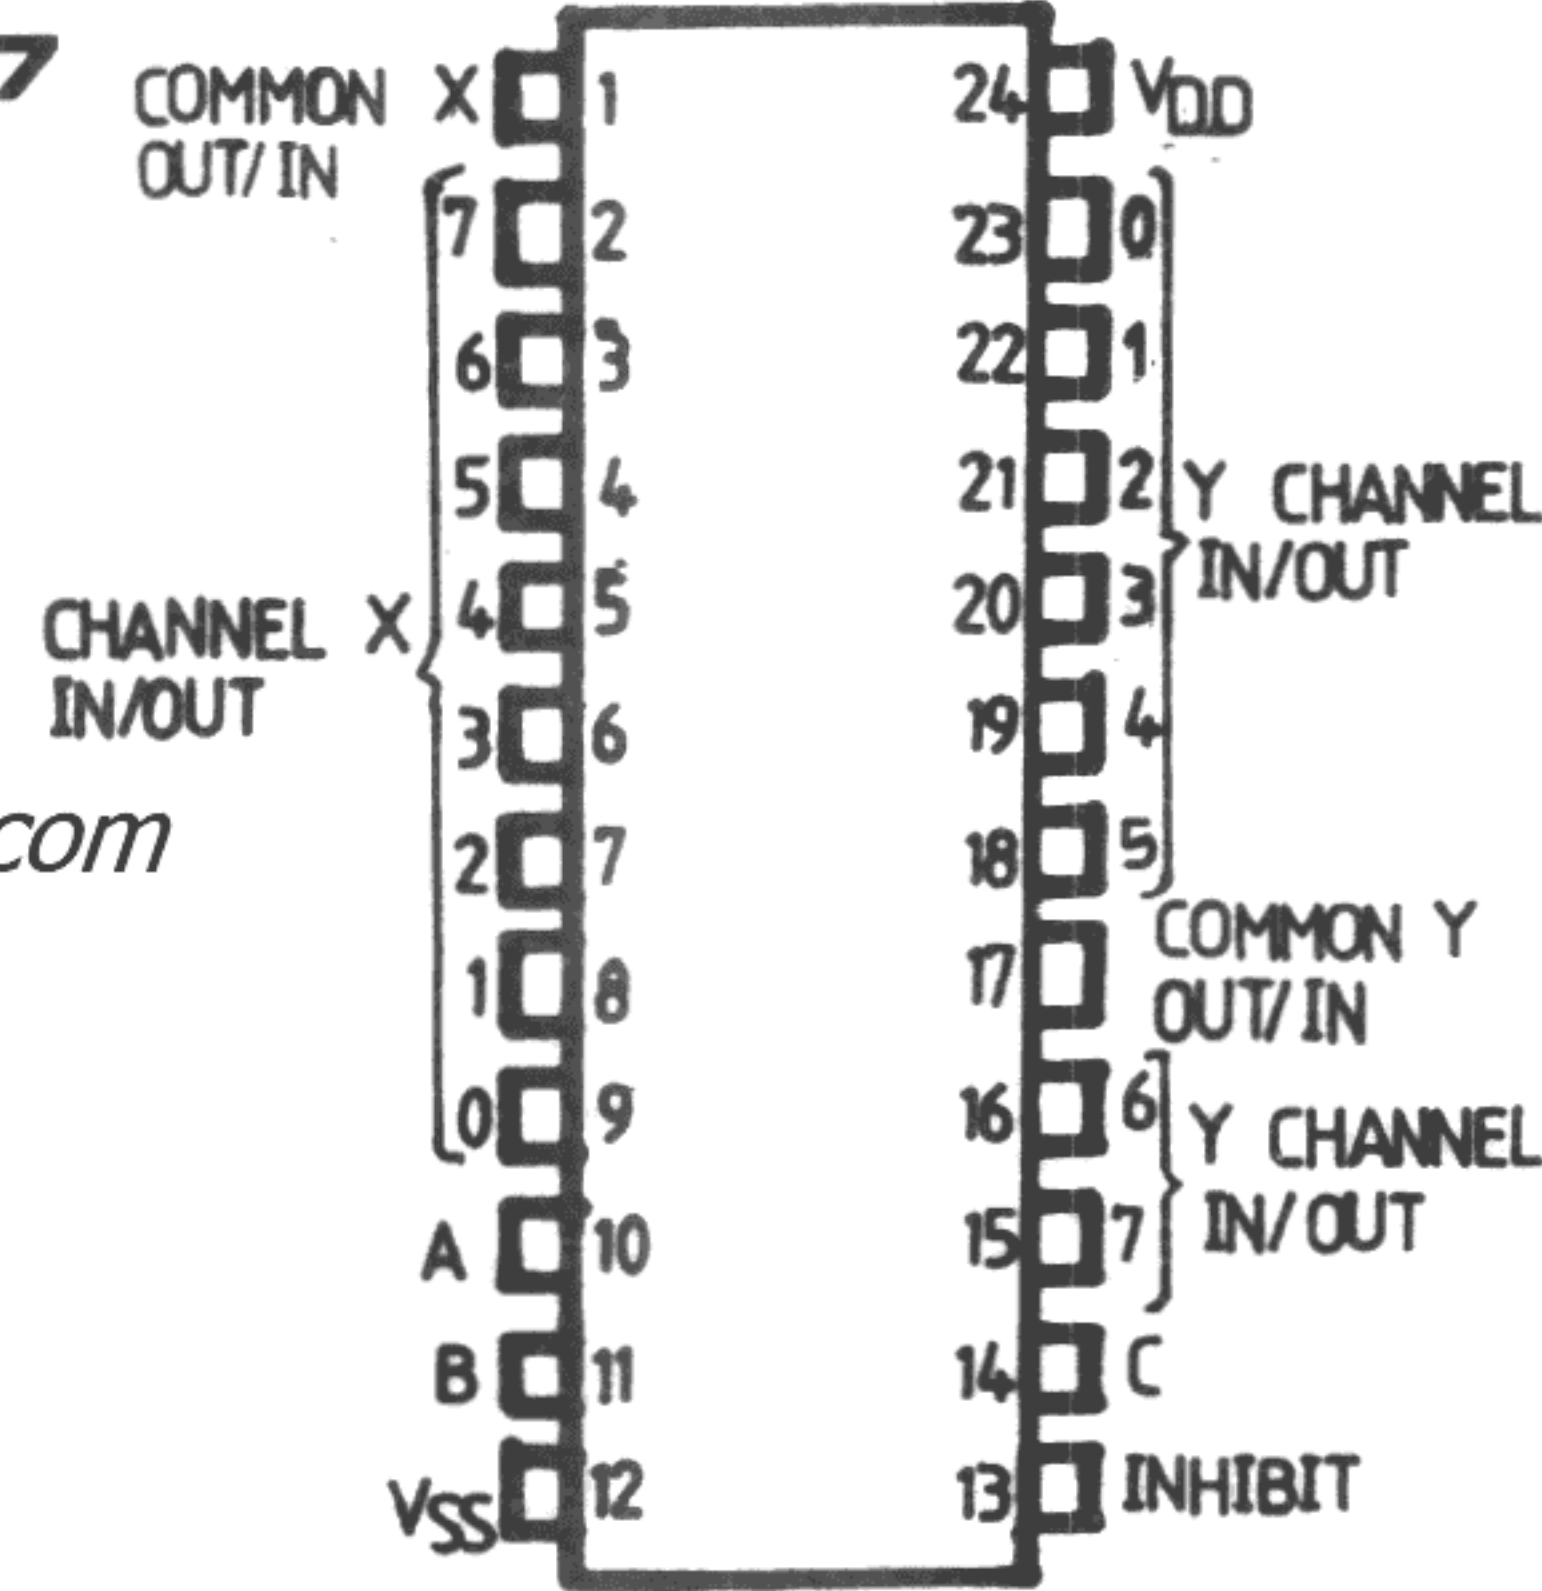 7
COMMON X 1
OUT/IN
7 2
6 3
5 4
4 5
CHANNEL X
IN/OUT
3 6
2 7
1 8
0 9
A 10
B 11
VSS 12
com
24 VDD
23 0
22 1
21 2
Y CHANNEL
IN/OUT
20 3
19 4
18 5
17 COMMON Y
OUT/IN
16 6
Y CHANNEL
IN/OUT
15 7
14 C
13 INHIBIT